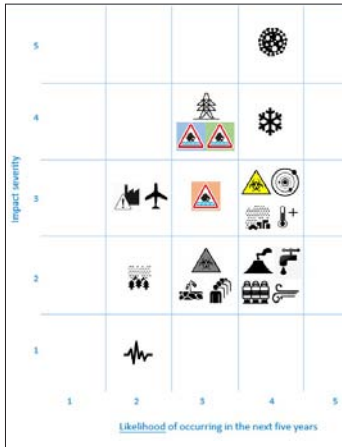 5
4
Impact severity
3
2
1
1 2 3 4 5
Likelihood of occurring in the next five years